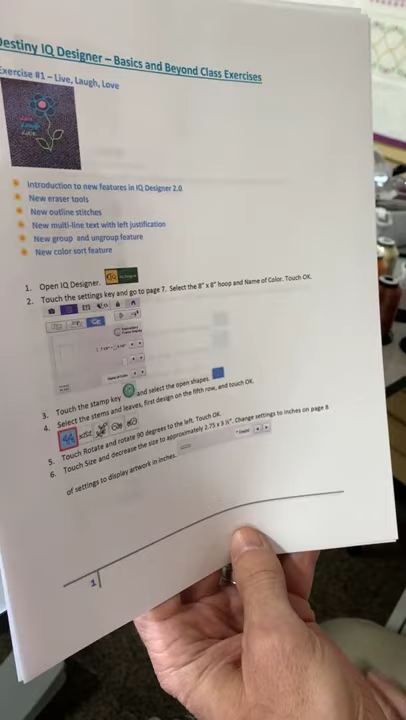 Destiny IQ Designer – Basics and Beyond Class Exercises
Exercise #1 – Live, Laugh, Love
Live
Laugh
Love
Introduction to new features in IQ Designer 2.0
New eraser tools
New outline stitches
New multi-line text with left justification
New group and ungroup feature
New color sort feature
1. Open IQ Designer.
2. Touch the settings key and go to page 7. Select the 8" x 8" hoop and Name of Color. Touch OK.
3. Touch the stamp key and select the open shapes.
4. Select the stems and leaves, first design on the fifth row, and touch OK.
5. Touch Rotate and rotate 90 degrees to the left. Touch OK.
6. Touch Size and decrease the size to approximately 2.75 x 3 ½". Change settings to inches on page 8
of settings to display artwork in inches.
1